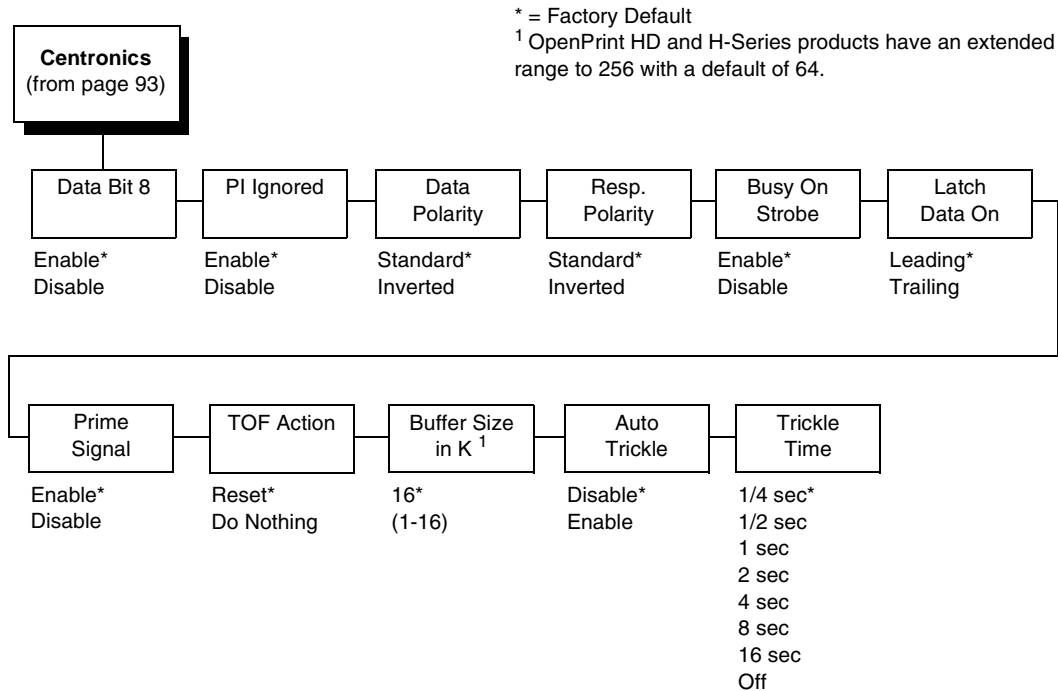 * = Factory Default
1 OpenPrint HD and H-Series products have an extended
range to 256 with a default of 64.
Centronics
(from page 93)
Data Bit 8
Enable*
Disable
PI Ignored
Enable*
Disable
Data
Polarity
Standard*
Inverted
Resp.
Polarity
Standard*
Inverted
Busy On
Strobe
Enable*
Disable
Latch
Data On
Leading*
Trailing
Prime
Signal
Enable*
Disable
TOF Action
Reset*
Do Nothing
Buffer Size
in K 1
16*
(1-16)
Auto
Trickle
Disable*
Enable
Trickle
Time
1/4 sec*
1/2 sec
1 sec
2 sec
4 sec
8 sec
16 sec
Off